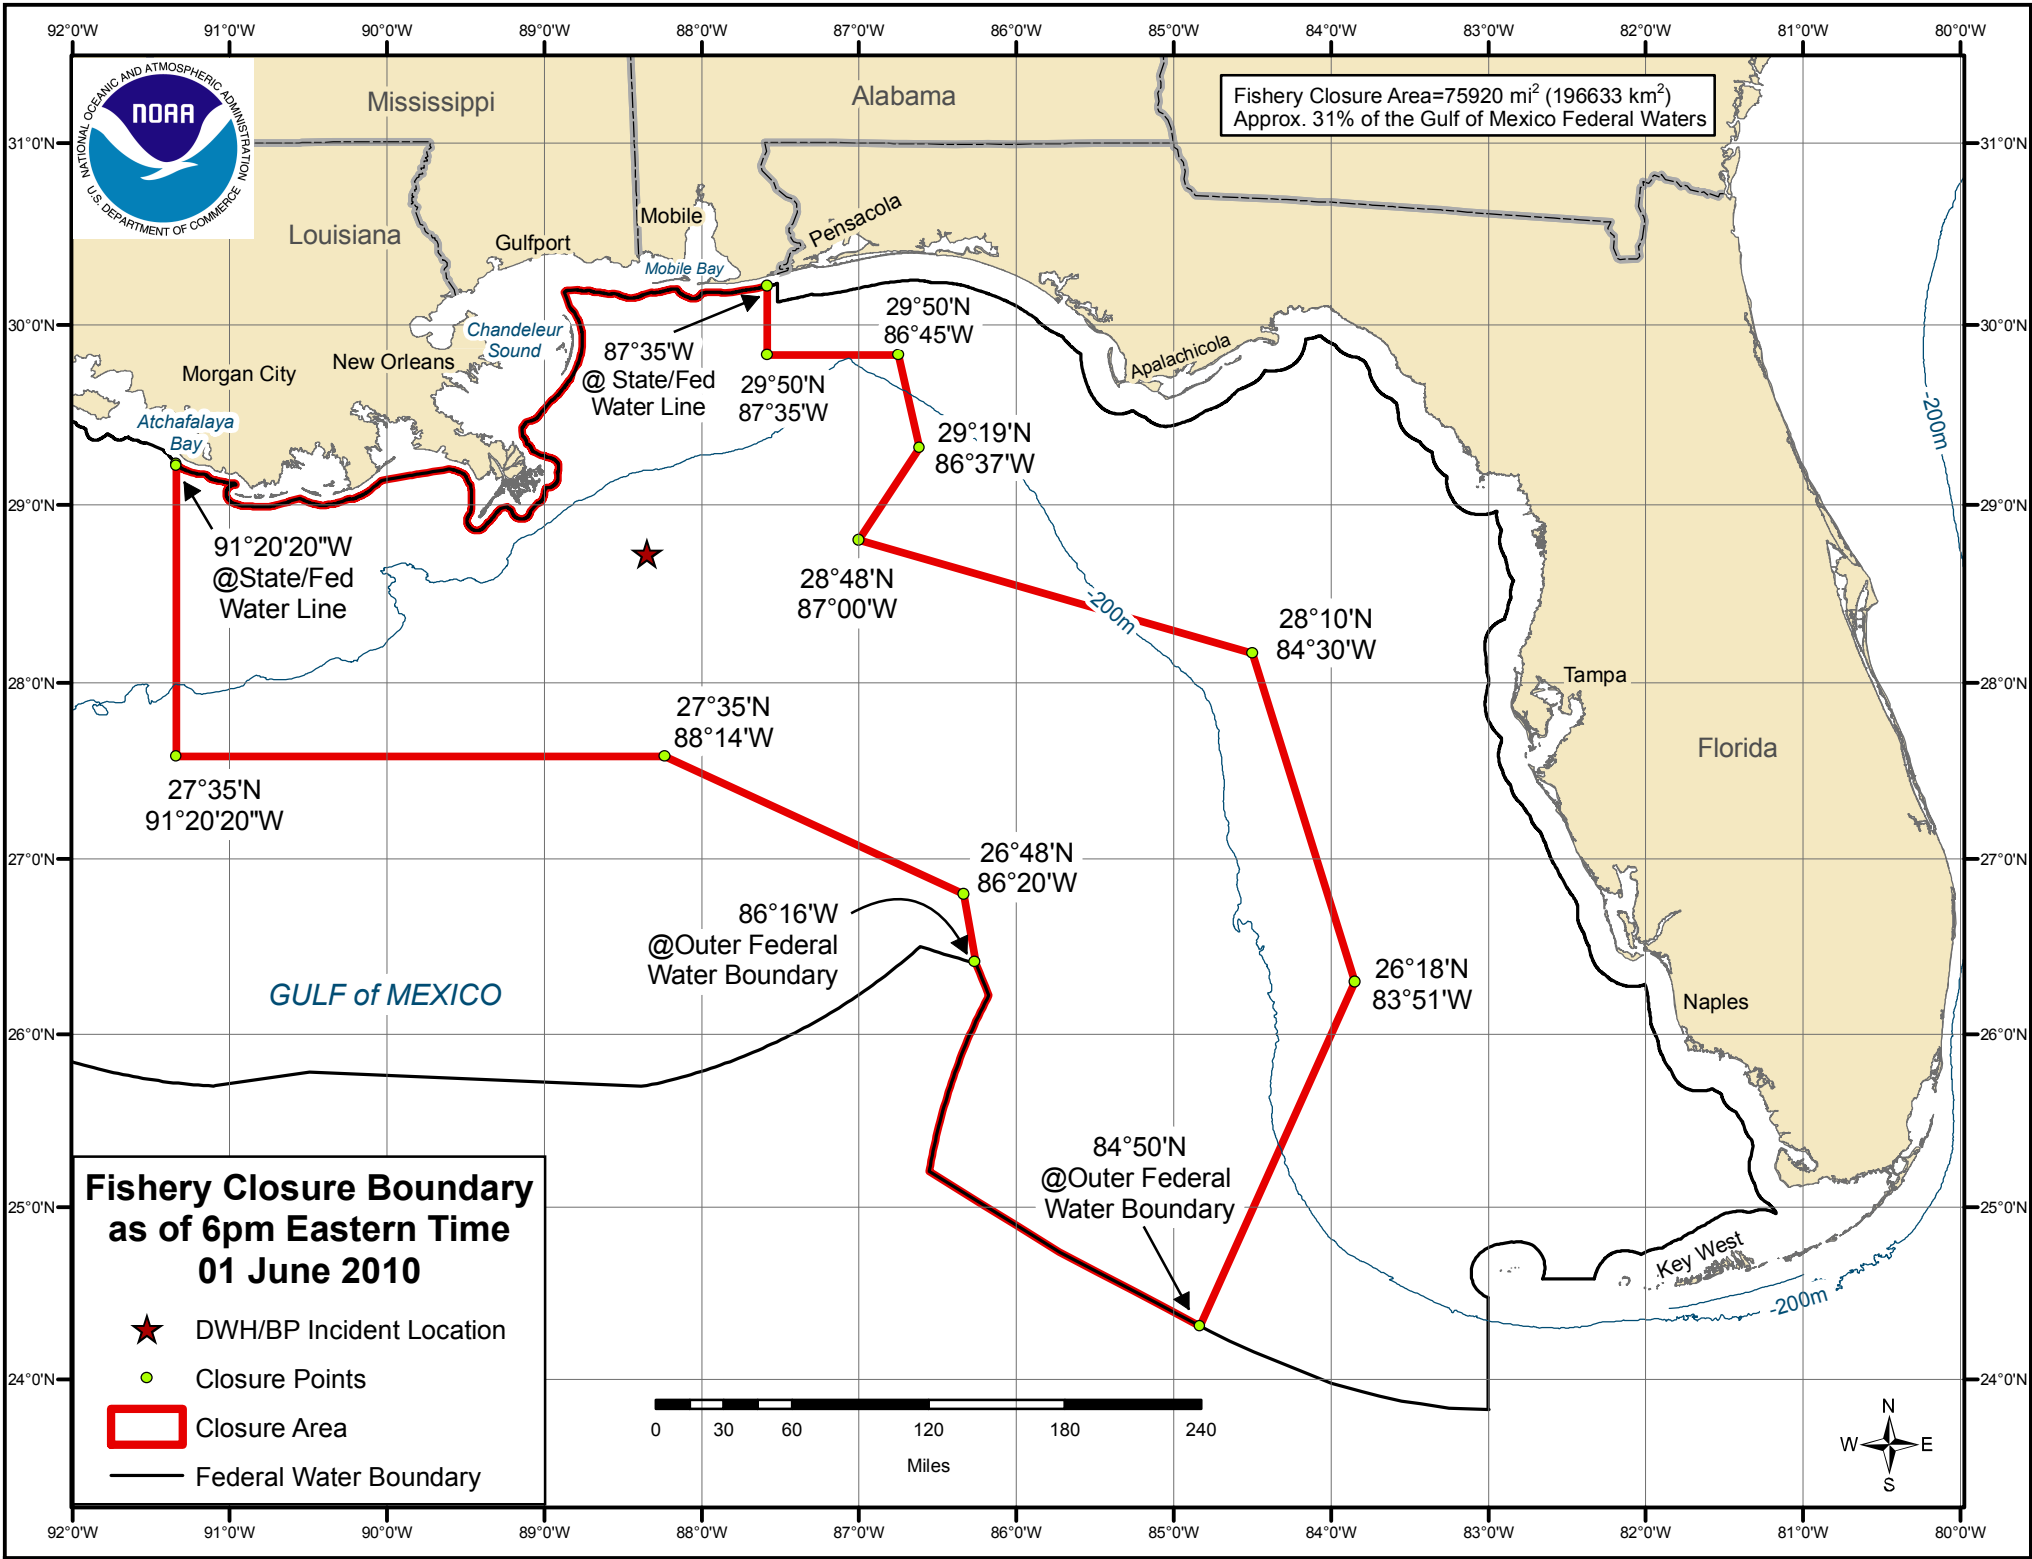 92°0'W 91°0'W 90°0'W 89°0'W 88°0'W 87°0'W 86°0'W 85°0'W 84°0'W 83°0'W 82°0'W 81°0'W 80°0'W
NATIONAL OCEANIC AND ATMOSPHERIC ADMINISTRATION
NOAA
U.S. DEPARTMENT OF COMMERCE
Mississippi
Alabama
Fishery Closure Area=75920 mi² (196633 km²)
Approx. 31% of the Gulf of Mexico Federal Waters
31°0'N 31°0'N
Mobile
Pensacola
Louisiana
Gulfport
Mobile Bay
30°0'N 30°0'N
29°50'N
86°45'W
Chandeleur
Sound
87°35'W
@ State/Fed
Water Line
New Orleans
Morgan City
Apalachicola
29°50'N
87°35'W
Atchafalaya
Bay
-200m
29°19'N
86°37'W
29°0'N 29°0'N
91°20'20"W
@State/Fed
Water Line
28°48'N
87°00'W
-200m
28°10'N
84°30'W
Tampa
28°0'N 28°0'N
27°35'N
88°14'W
Florida
27°35'N
91°20'20"W
27°0'N 27°0'N
26°48'N
86°20'W
86°16'W
@Outer Federal
Water Boundary
26°18'N
83°51'W
GULF of MEXICO
Naples
26°0'N 26°0'N
84°50'N
@Outer Federal
Water Boundary
25°0'N 25°0'N
Key West
-200m
Fishery Closure Boundary
as of 6pm Eastern Time
01 June 2010
DWH/BP Incident Location
Closure Points
Closure Area
Federal Water Boundary
24°0'N 24°0'N
0 30 60 120 180 240
Miles
N
W E
S
92°0'W 91°0'W 90°0'W 89°0'W 88°0'W 87°0'W 86°0'W 85°0'W 84°0'W 83°0'W 82°0'W 81°0'W 80°0'W